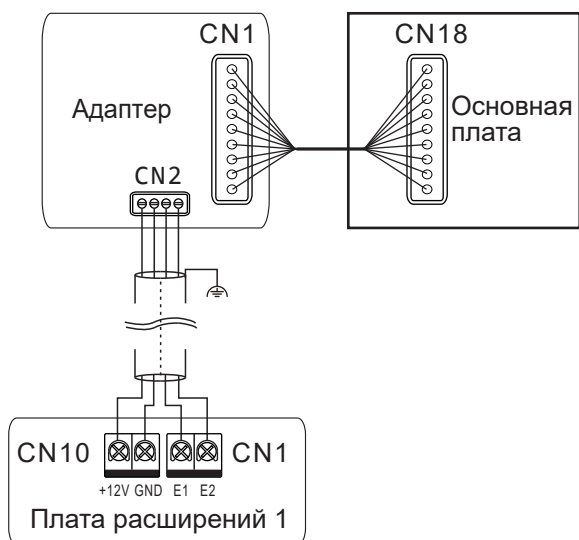 CN1
CN18
Адаптер
Основная
плата
CN2
CN10
CN1
+12V GND E1 E2
Плата расширений 1